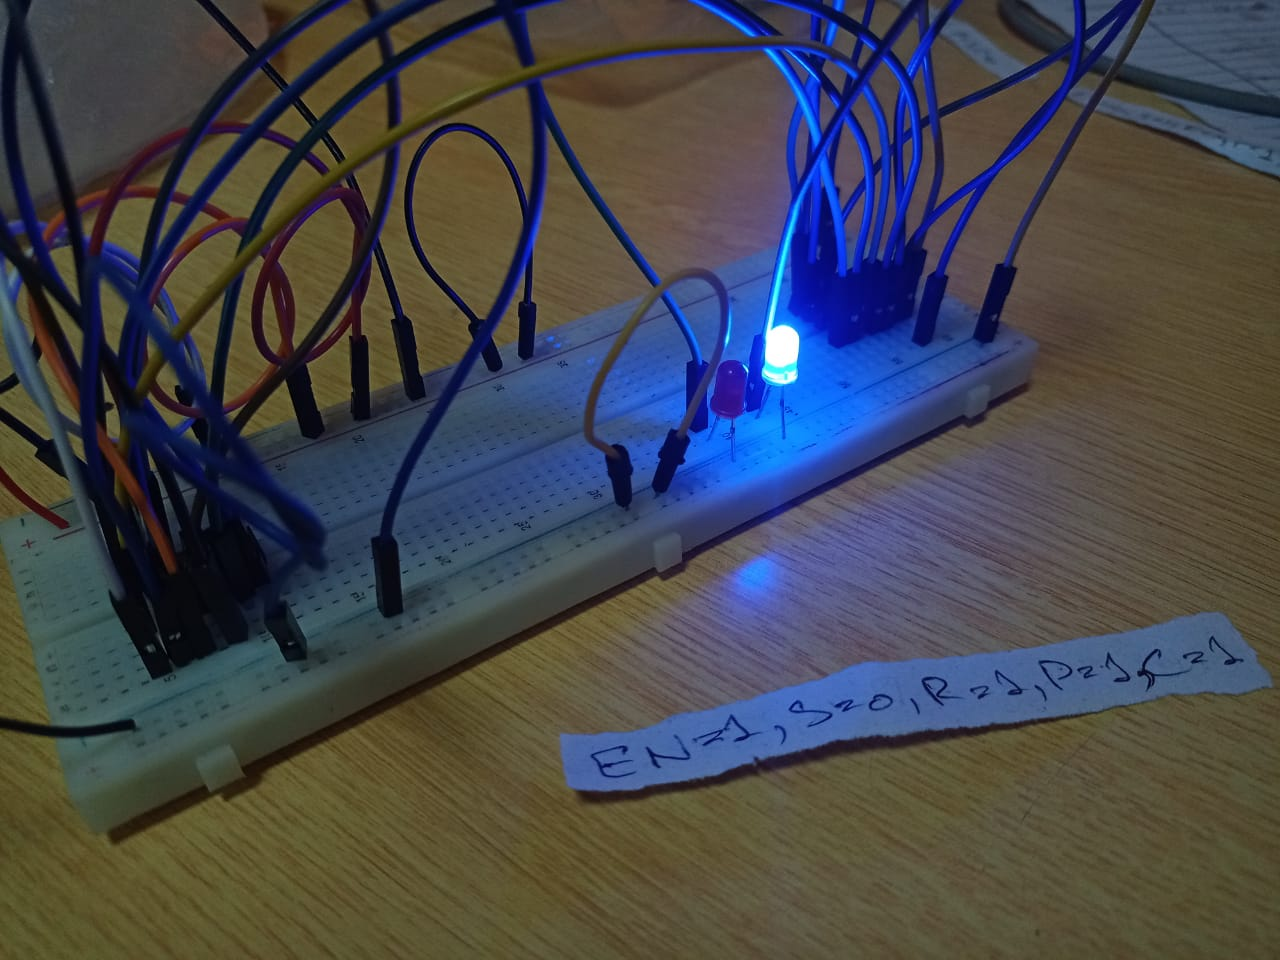 EN=1, S=0, R=1, P=1, C=1